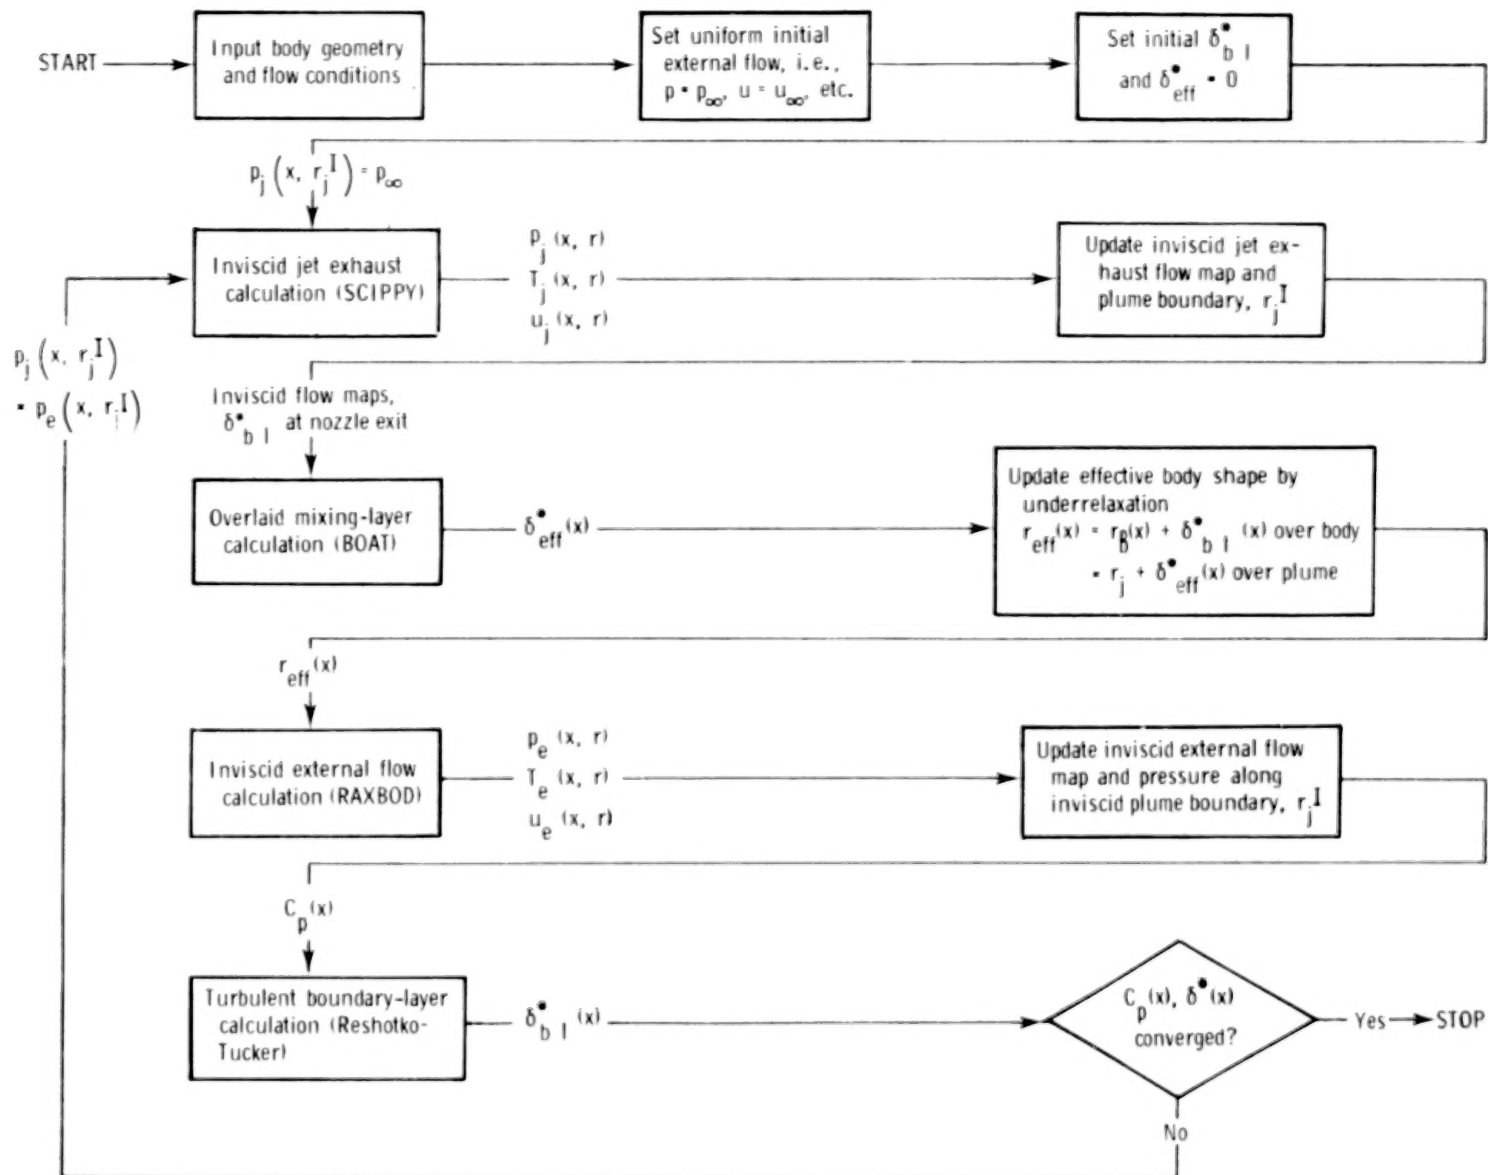 START
Input body geometry
and flow conditions
Set uniform initial
external flow, i.e.,
p = p∞, u = u∞, etc.
Set initial δ*b l
and δ*eff = 0
pj (x, rjI) = p∞
Inviscid jet exhaust
calculation (SCIPPY)
pj (x, r)
Tj (x, r)
uj (x, r)
Update inviscid jet ex-
haust flow map and
plume boundary, rjI
pj (x, rjI)
= pe (x, rjI)
Inviscid flow maps,
δ*b l at nozzle exit
Overlaid mixing-layer
calculation (BOAT)
δ*eff (x)
Update effective body shape by
underrelaxation
reff(x) = rB(x) + δ*b l (x) over body
= rj + δ*eff(x) over plume
reff(x)
Inviscid external flow
calculation (RAXBOD)
pe (x, r)
Te (x, r)
ue (x, r)
Update inviscid external flow
map and pressure along
inviscid plume boundary, rjI
Cp(x)
Turbulent boundary-layer
calculation (Reshotko-
Tucker)
δ*b l (x)
Cp(x), δ*(x)
converged?
Yes
STOP
No